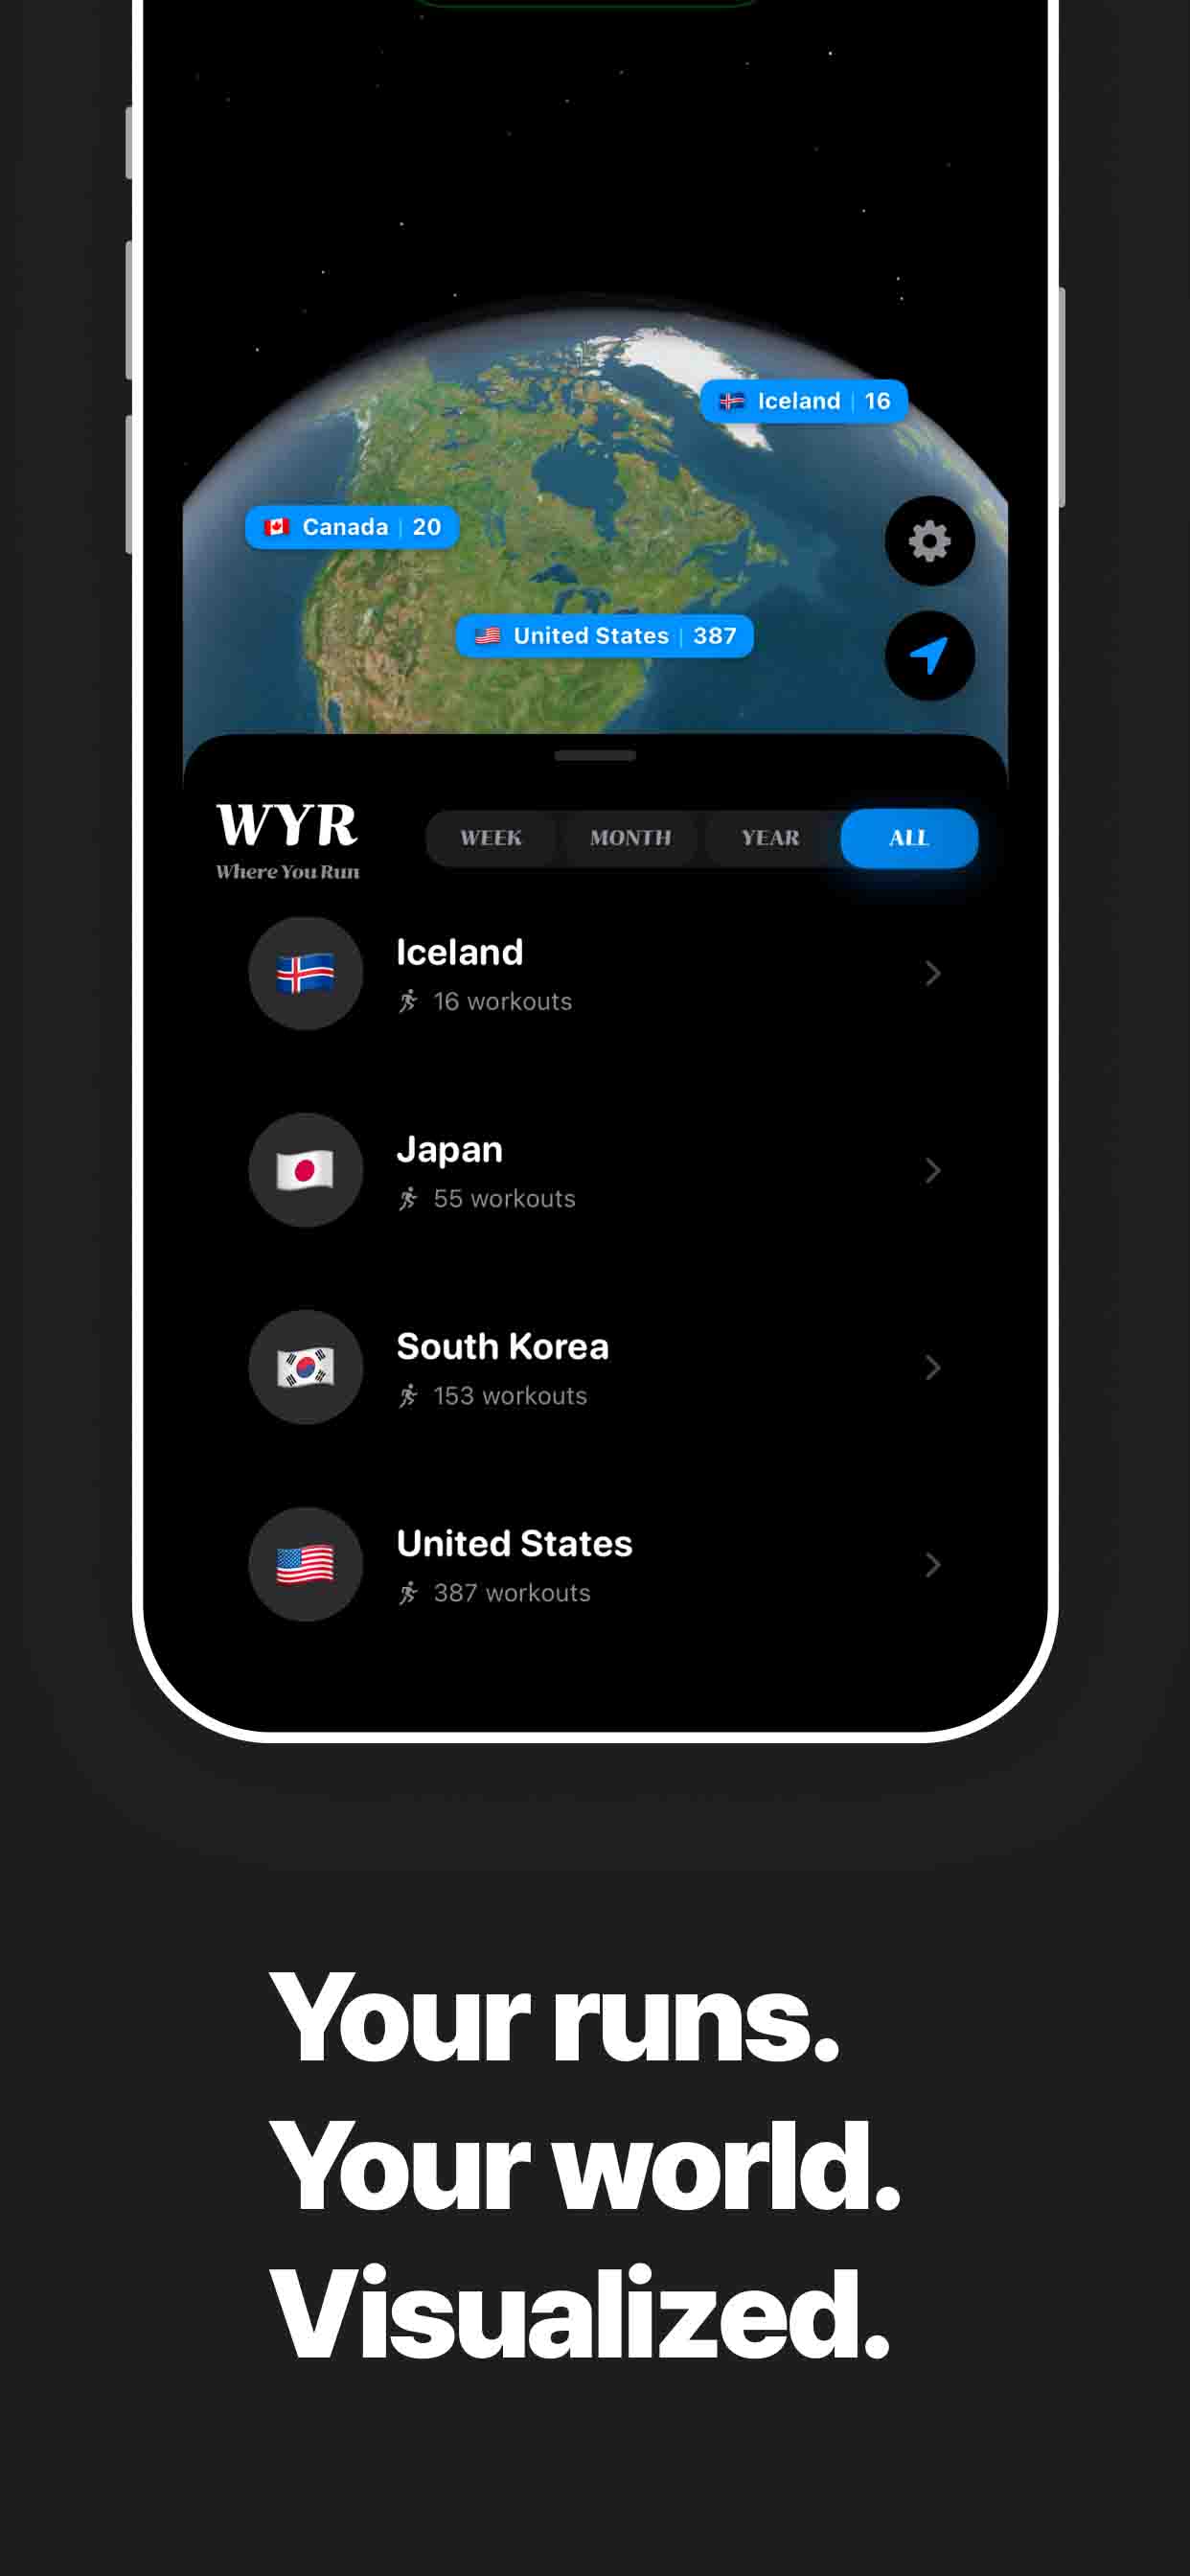 Iceland | 16
Canada | 20
United States | 387
WYR
Where You Run
WEEK MONTH YEAR ALL
Iceland
16 workouts
Japan
55 workouts
South Korea
153 workouts
United States
387 workouts
Your runs.
Your world.
Visualized.